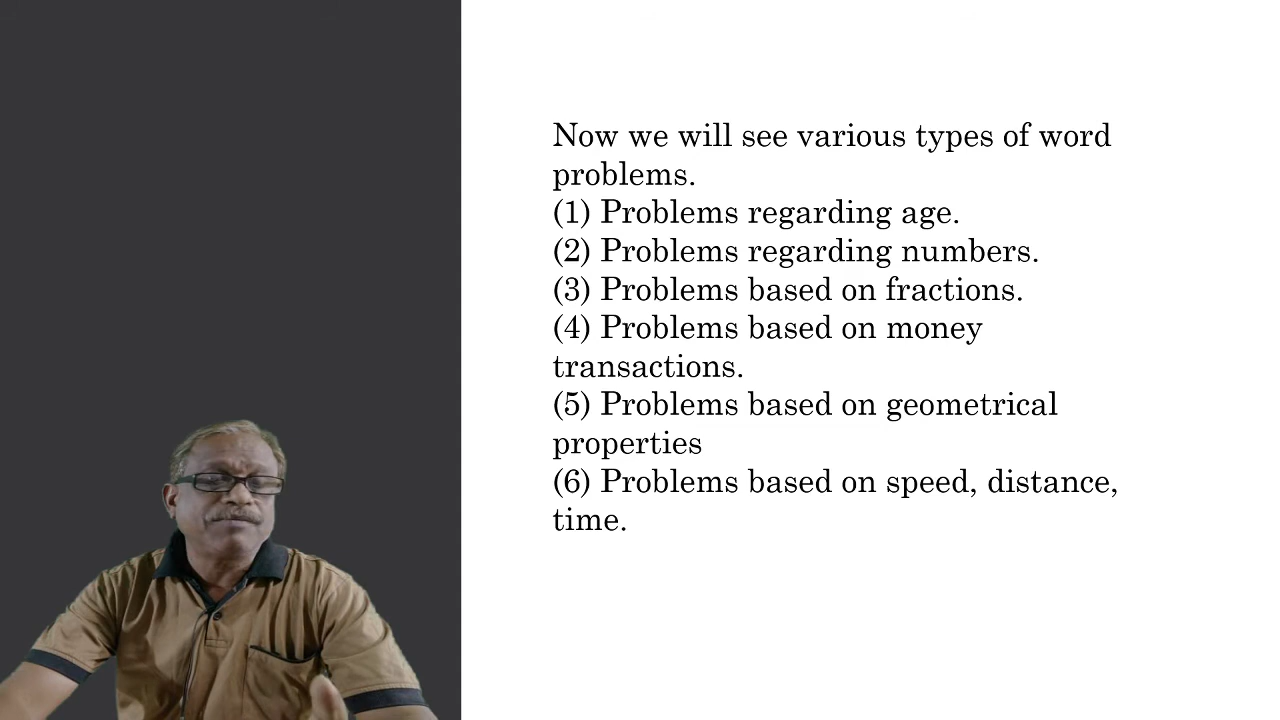 Now we will see various types of word
problems.
(1) Problems regarding age.
(2) Problems regarding numbers.
(3) Problems based on fractions.
(4) Problems based on money
transactions.
(5) Problems based on geometrical
properties
(6) Problems based on speed, distance,
time.